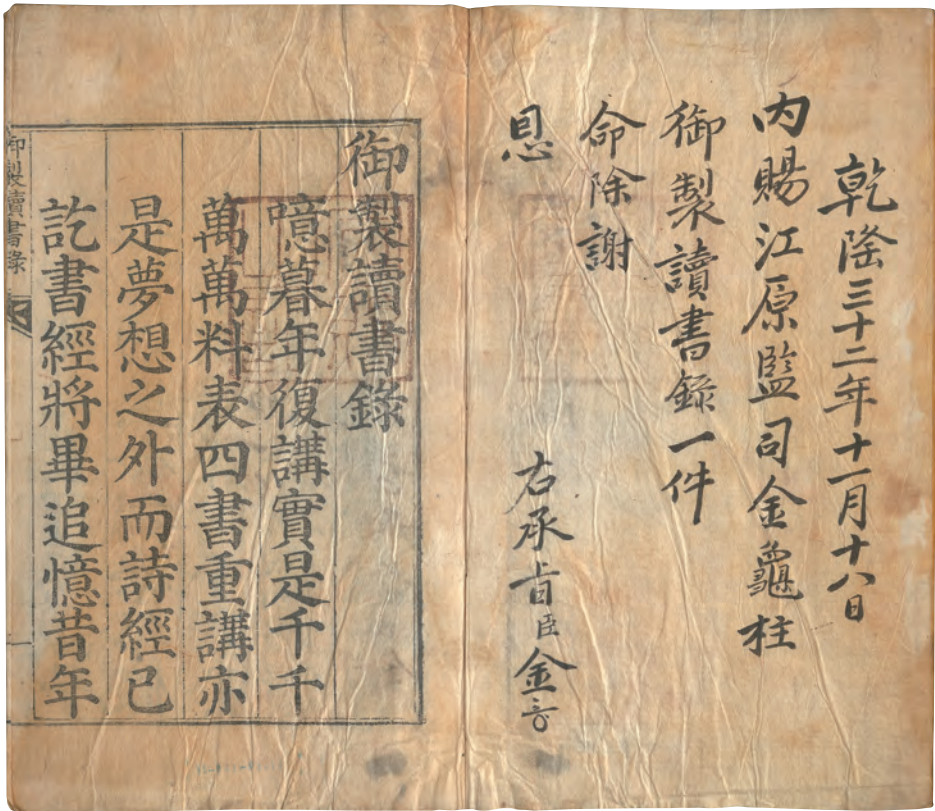 乾隆三十二年十一月十八日
內賜江原監司金龜柱
御製讀書錄一件
命除謝
恩
右承旨臣金
御製讀書錄
噫暮年復講實是千千
萬萬料表四書重講亦
是夢想之外而詩經已
訖書經將畢追憶昔年
御製讀書錄